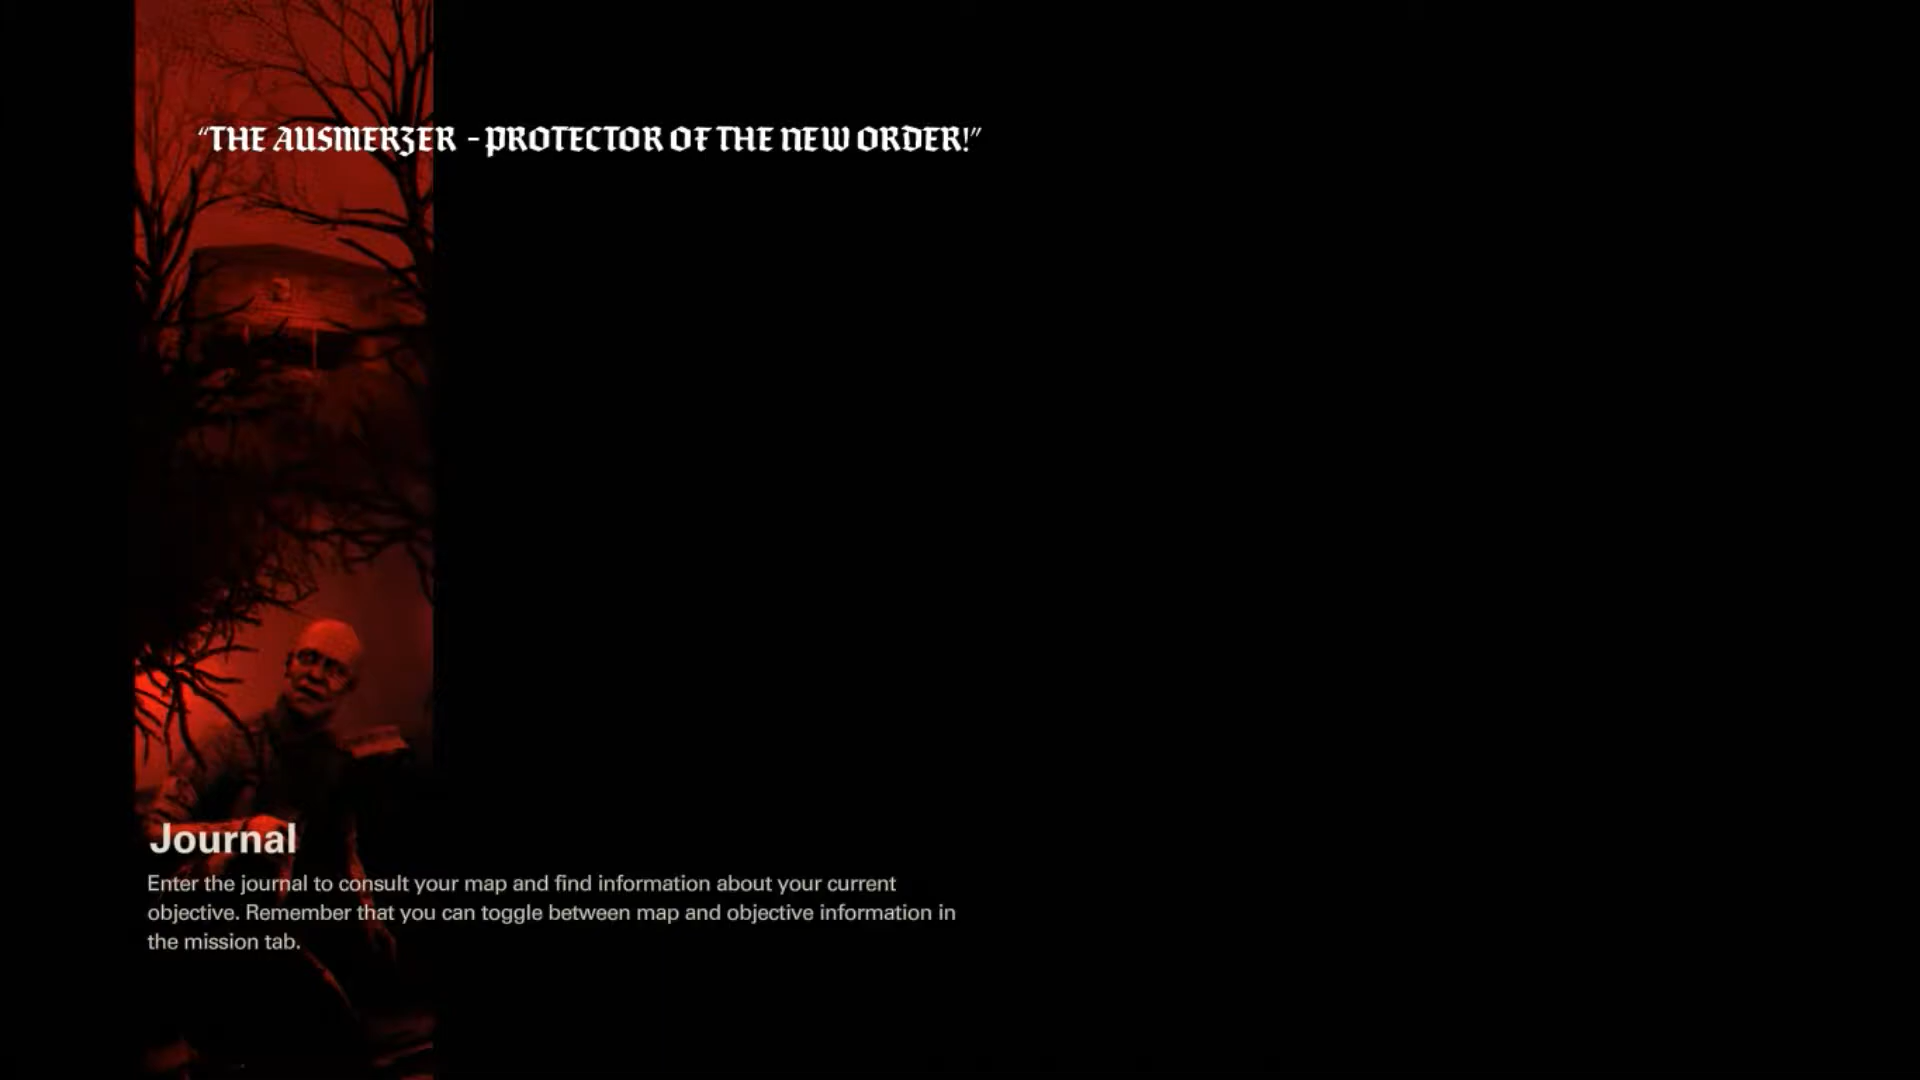 “THE AUSMERZER - PROTECTOR OF THE NEW ORDER!”
Journal
Enter the journal to consult your map and find information about your current
objective. Remember that you can toggle between map and objective information in
the mission tab.